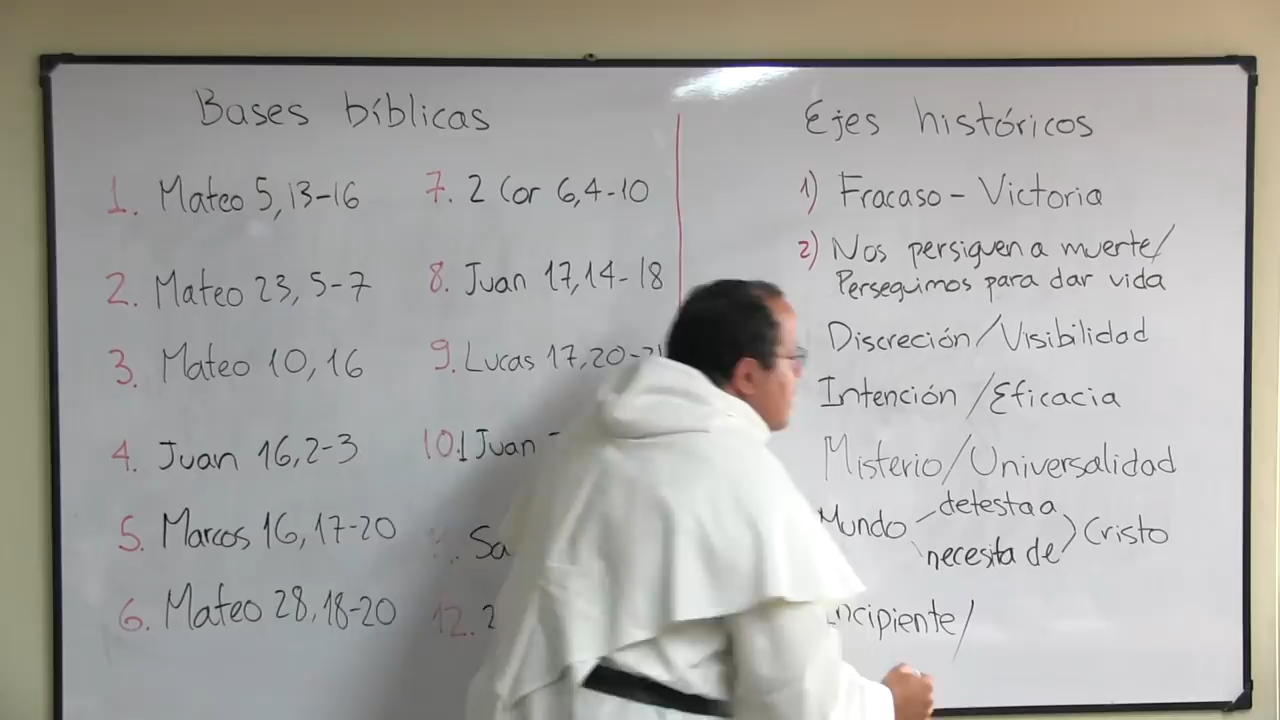 Bases bíblicas
1. Mateo 5,13-16
2. Mateo 23, 5-7
3. Mateo 10, 16
4. Juan 16,2-3
5. Marcos 16, 17-20
6. Mateo 28,18-20
7. 2 Cor 6,4-10
8. Juan 17,14-18
9. Lucas 17,20-21
10. 1 Juan
12. 2
Ejes históricos
1) Fracaso - Victoria
2) Nos persiguen a muerte/
Perseguimos para dar vida
Discreción/Visibilidad
Intención/Eficacia
Misterio/Universalidad
Mundo detesta a
necesita de Cristo
Incipiente/